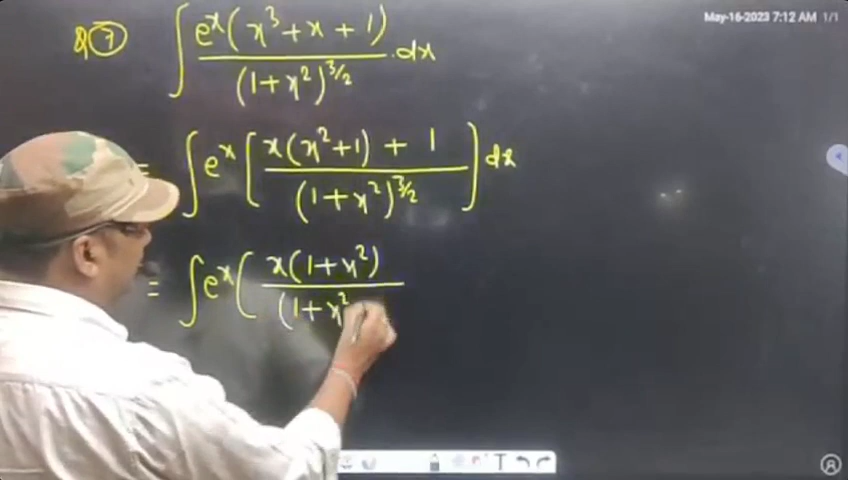 May-16-2023 7:12 AM 1/1
Q7 ∫ e^x (x^3 + x + 1) / (1 + x^2)^{3/2} . dx
= ∫ e^x [ x(x^2 + 1) + 1 / (1 + x^2)^{3/2} ] dx
= ∫ e^x ( x(1 + x^2) / (1 + x^2